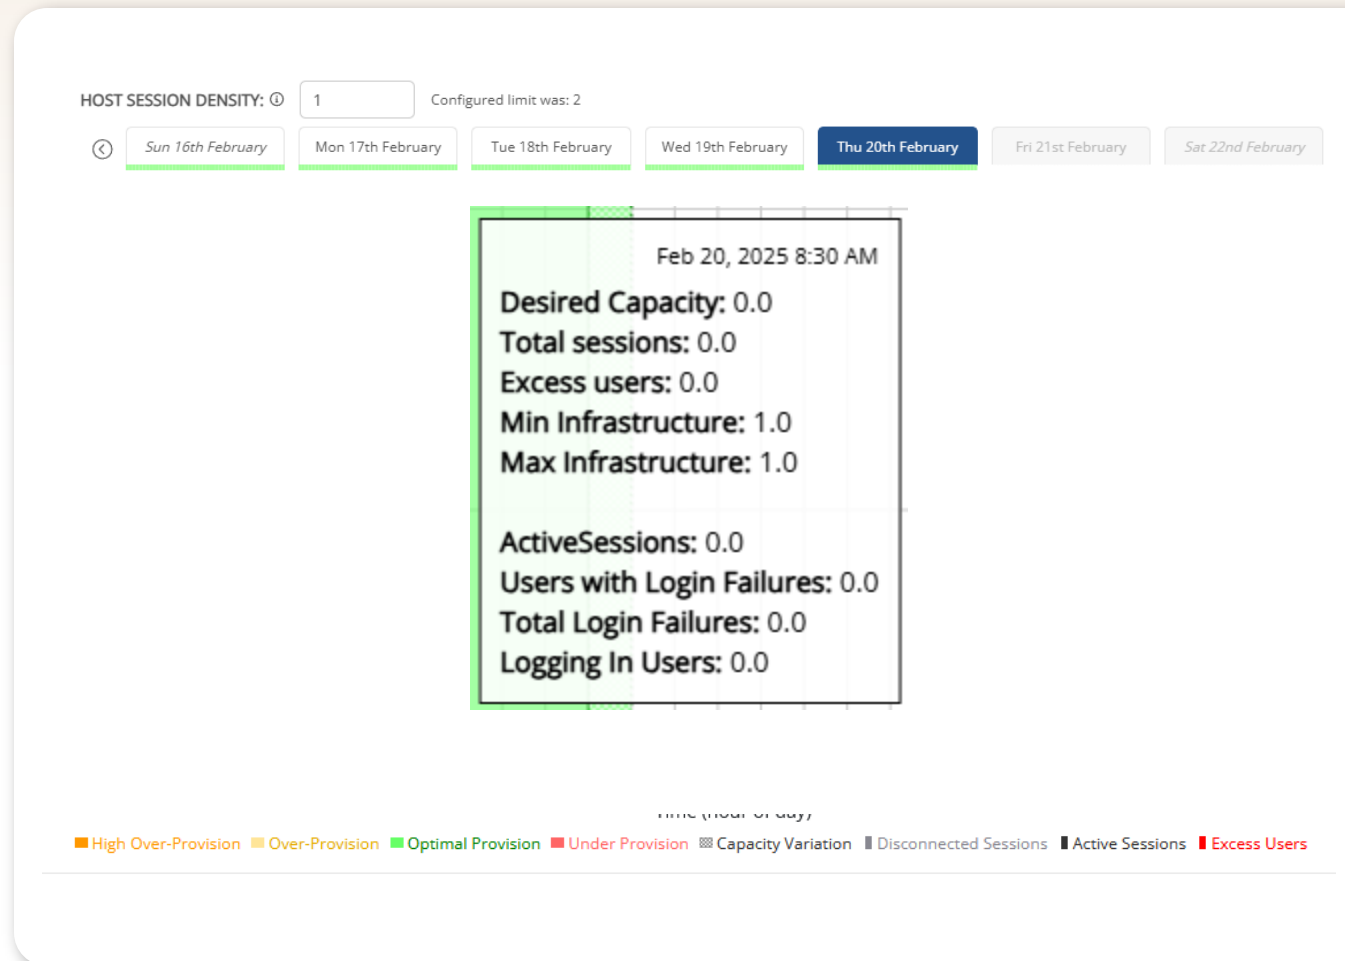 HOST SESSION DENSITY: 1 Configured limit was: 2
Sun 16th February Mon 17th February Tue 18th February Wed 19th February Thu 20th February Fri 21st February Sat 22nd February
Feb 20, 2025 8:30 AM
Desired Capacity: 0.0
Total sessions: 0.0
Excess users: 0.0
Min Infrastructure: 1.0
Max Infrastructure: 1.0
ActiveSessions: 0.0
Users with Login Failures: 0.0
Total Login Failures: 0.0
Logging In Users: 0.0
Time (hour of day)
High Over-Provision Over-Provision Optimal Provision Under Provision Capacity Variation Disconnected Sessions Active Sessions Excess Users